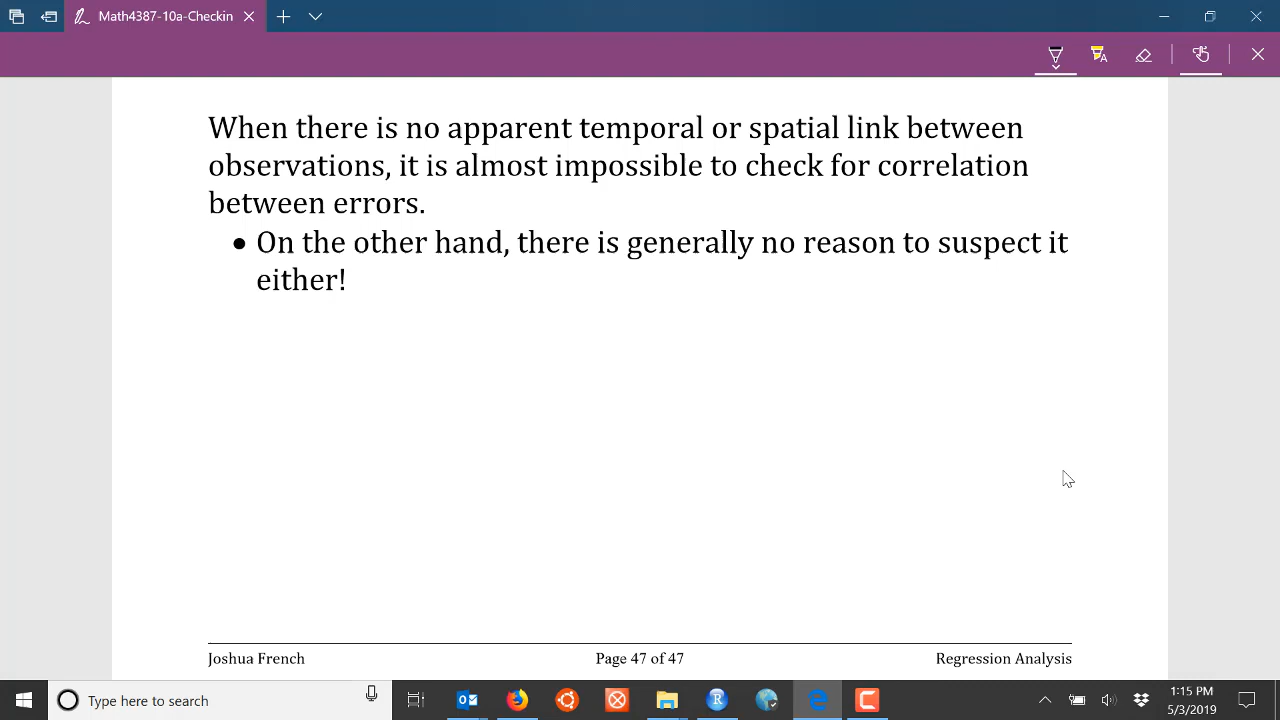 Math4387-10a-Checkin
When there is no apparent temporal or spatial link between
observations, it is almost impossible to check for correlation
between errors.
• On the other hand, there is generally no reason to suspect it
either!
Joshua French Page 47 of 47 Regression Analysis
Type here to search
1:15 PM
5/3/2019